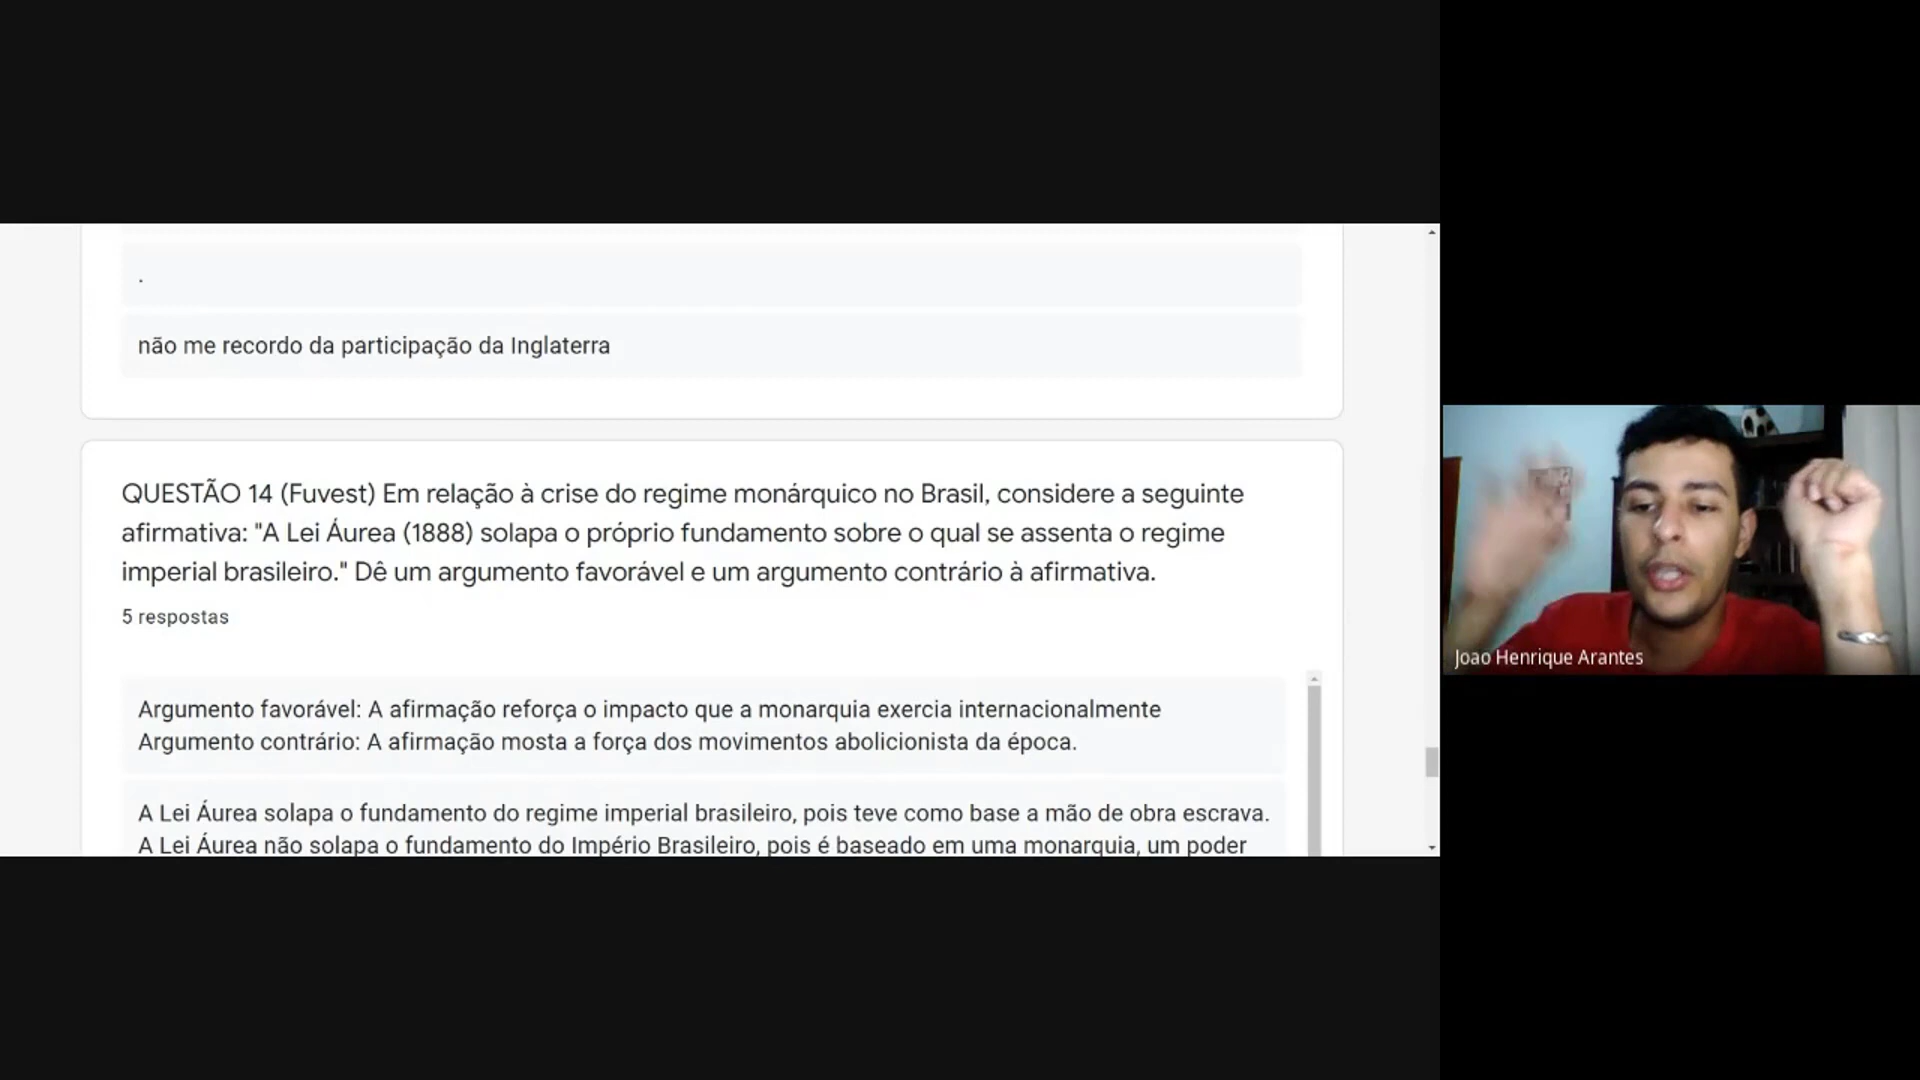 .
não me recordo da participação da Inglaterra
QUESTÃO 14 (Fuvest) Em relação à crise do regime monárquico no Brasil, considere a seguinte
afirmativa: "A Lei Áurea (1888) solapa o próprio fundamento sobre o qual se assenta o regime
imperial brasileiro." Dê um argumento favorável e um argumento contrário à afirmativa.
5 respostas
Argumento favorável: A afirmação reforça o impacto que a monarquia exercia internacionalmente
Argumento contrário: A afirmação mosta a força dos movimentos abolicionista da época.
A Lei Áurea solapa o fundamento do regime imperial brasileiro, pois teve como base a mão de obra escrava.
A Lei Áurea não solapa o fundamento do Império Brasileiro, pois é baseado em uma monarquia, um poder
Joao Henrique Arantes